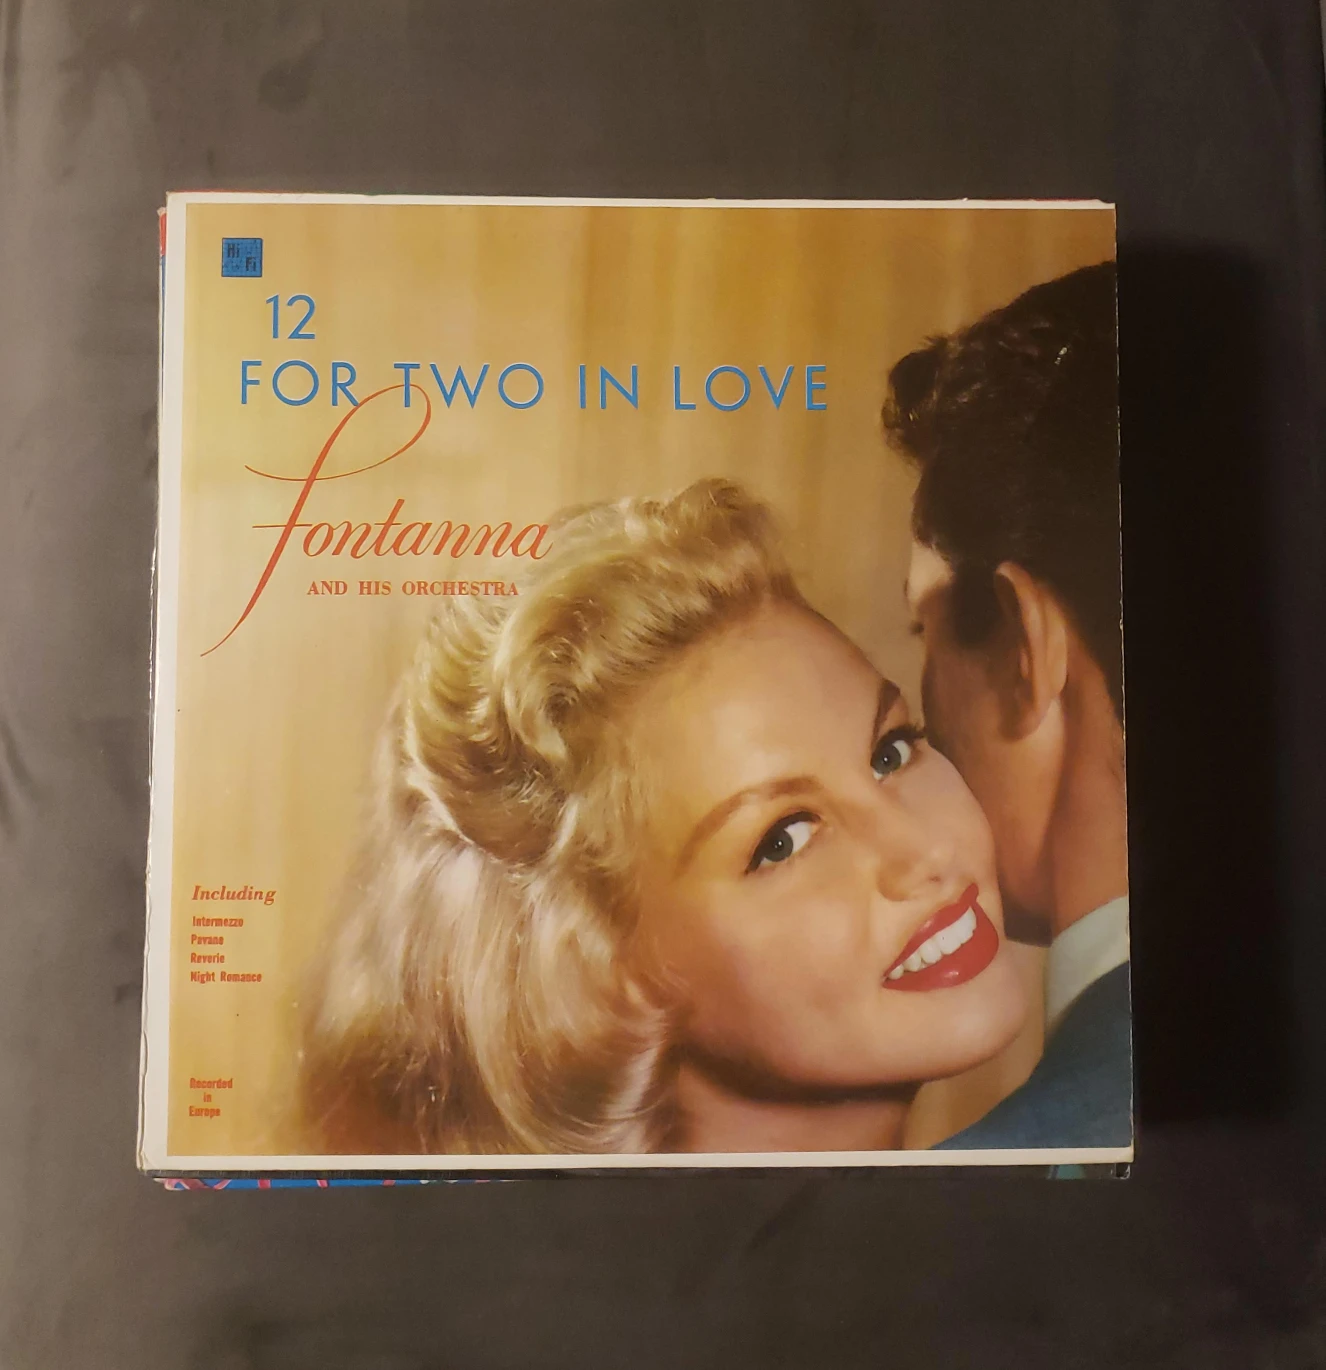 Hi
Fi
12
FOR TWO IN LOVE
fontanna
AND HIS ORCHESTRA
Including
Intermezzo
Pavane
Reverie
Night Romance
Recorded
in
Europe